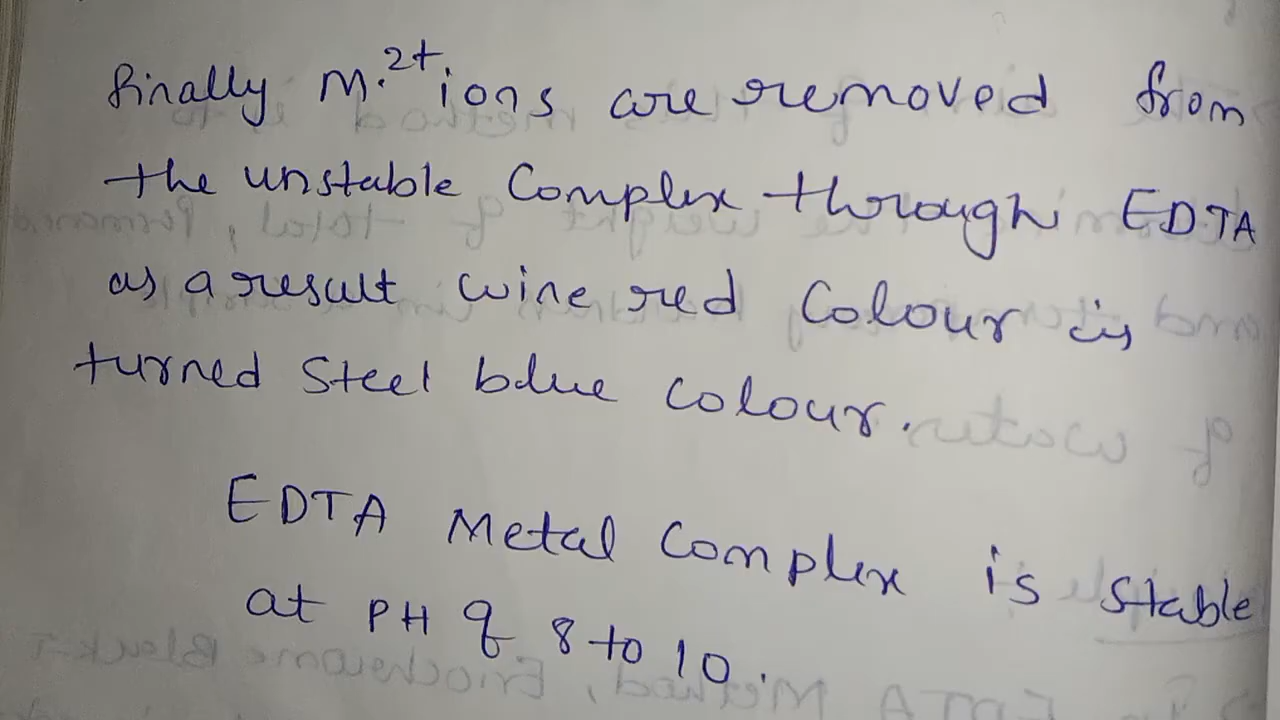 finally M.²⁺ ions are removed from
the unstable Complex through EDTA
as a result wine red Colour is
turned Steel blue colour.
EDTA Metal Complex is stable
at PH of 8 to 10.